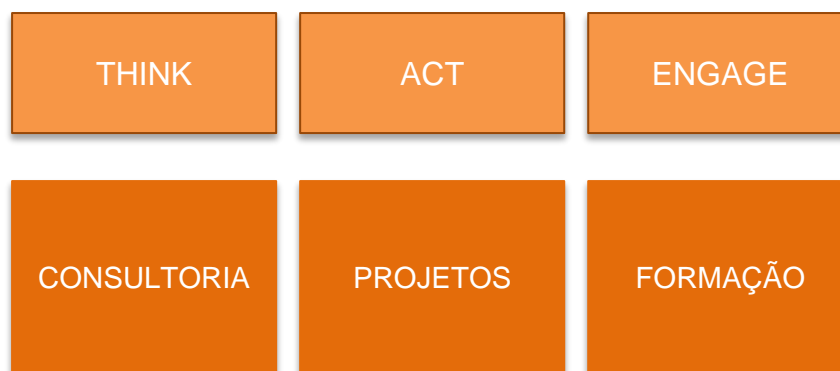 THINK
ACT
ENGAGE
CONSULTORIA
PROJETOS
FORMAÇÃO